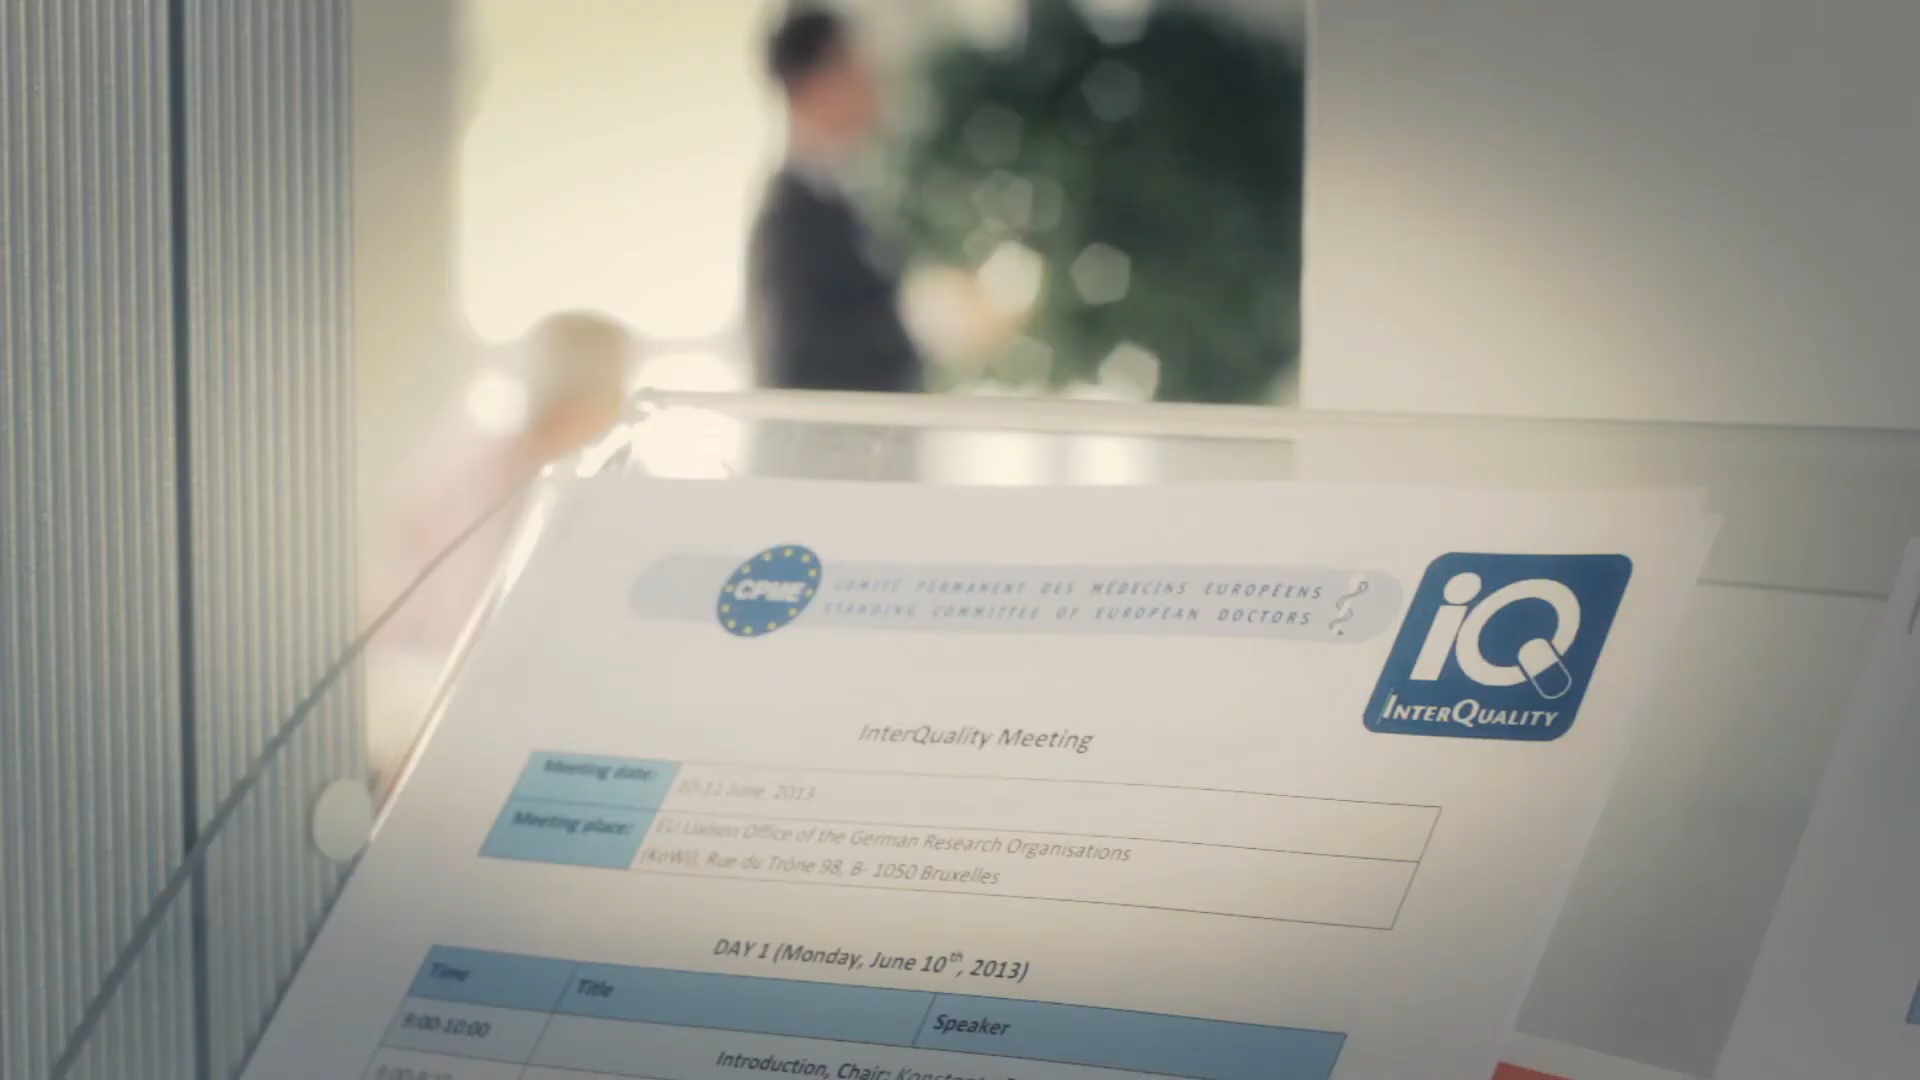 CPME
COMITÉ PERMANENT DES MÉDECINS EUROPÉENS
STANDING COMMITTEE OF EUROPEAN DOCTORS
iQ
INTERQUALITY
InterQuality Meeting
Meeting date: 10-11 June, 2013
Meeting place: EU Liaison Office of the German Research Organisations
(KoWi), Rue du Trône 98, B- 1050 Bruxelles
DAY 1 (Monday, June 10th, 2013)
Time Title Speaker
9:00-10:00
Introduction, Chair: